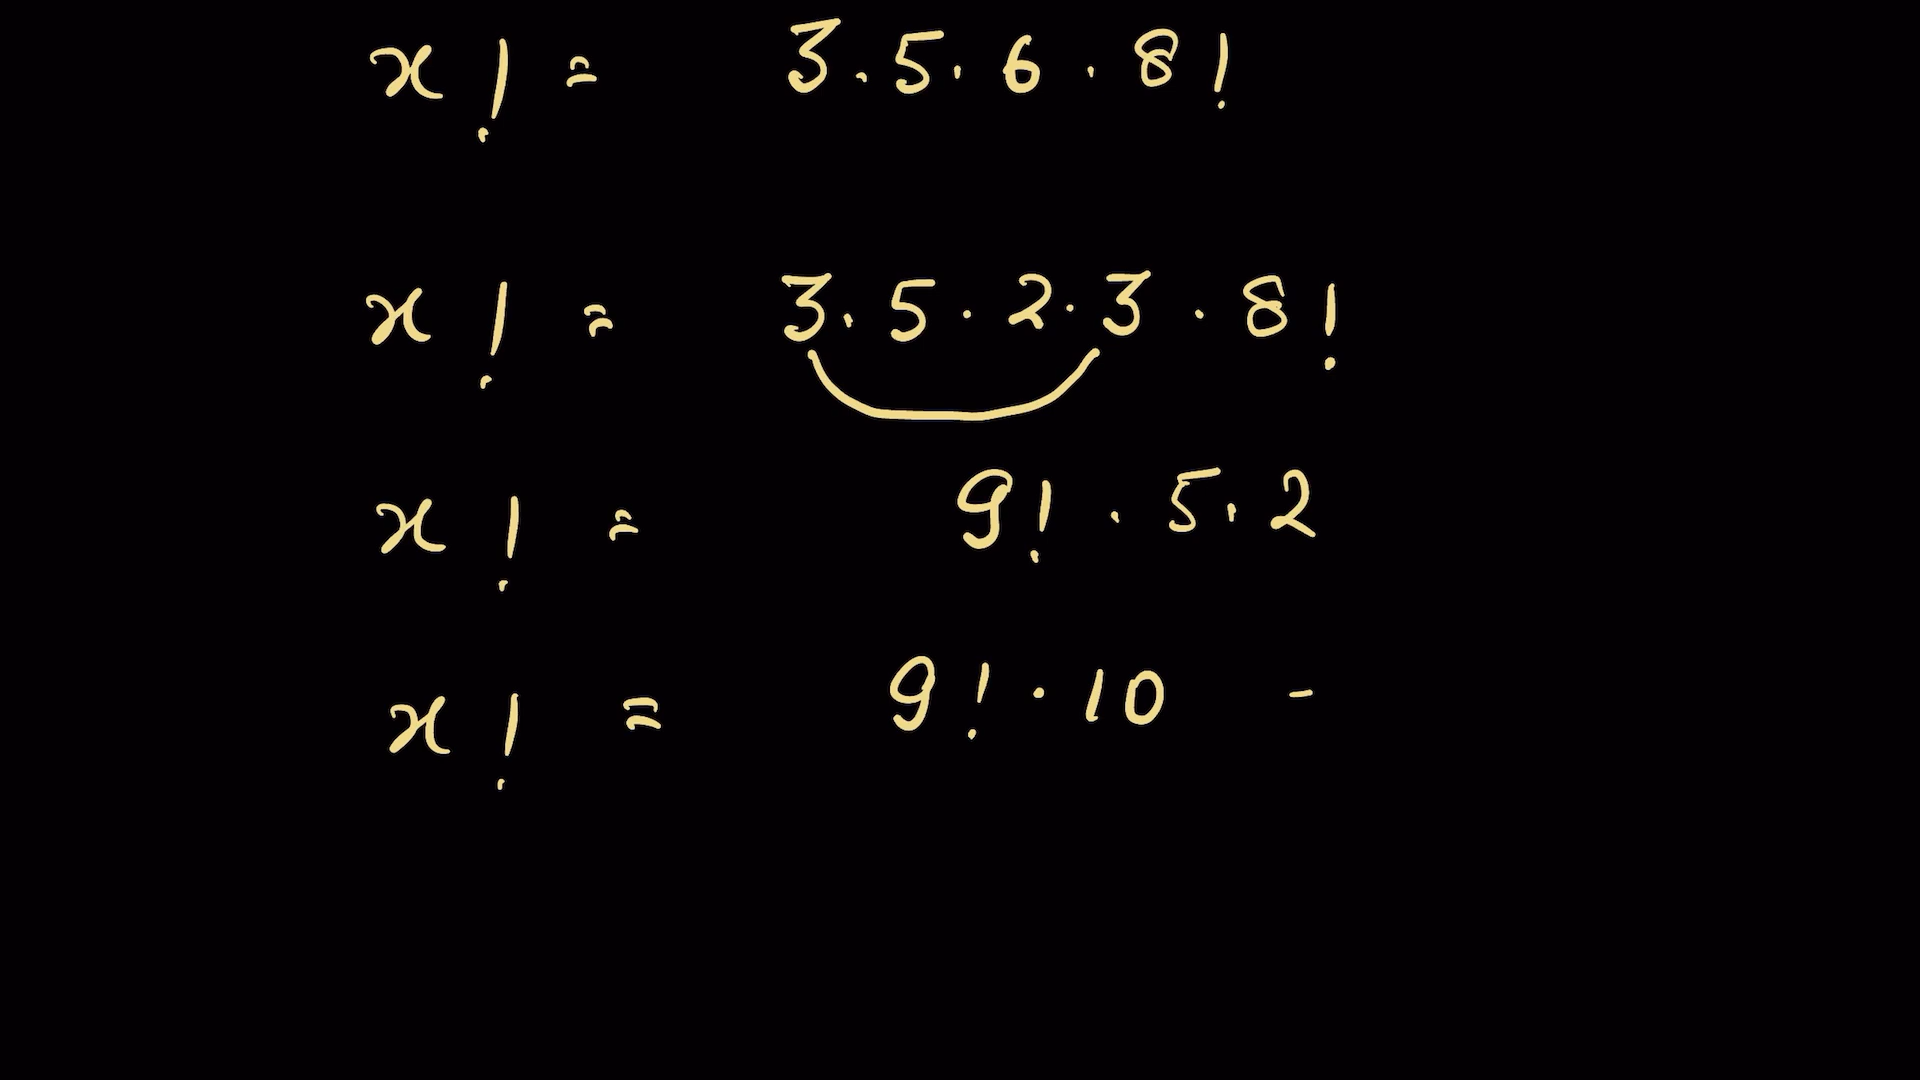 x! = 3.5.6.8!
x! = 3.5.2.3.8!
x! = 9!.5.2
x! = 9!.10 -